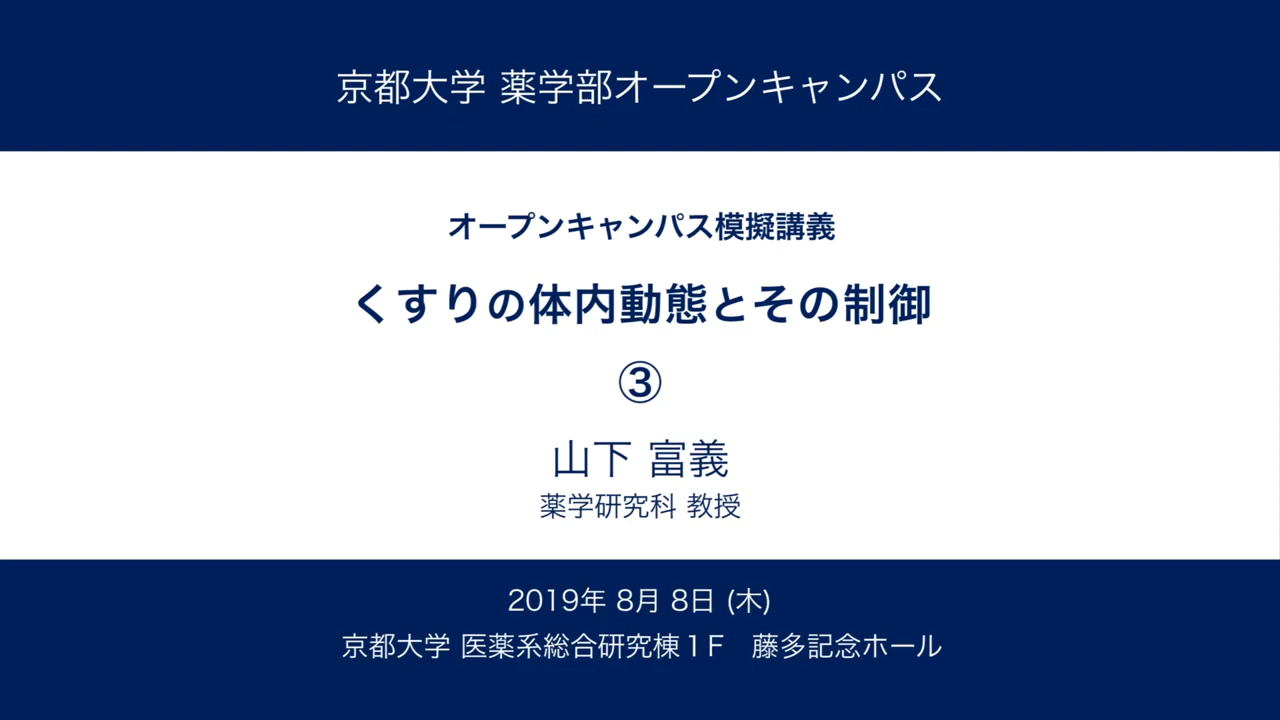 京都大学 薬学部オープンキャンパス
オープンキャンパス模擬講義
くすりの体内動態とその制御
③
山下 富義
薬学研究科 教授
2019年 8月 8日 (木)
京都大学 医薬系総合研究棟１F　藤多記念ホール